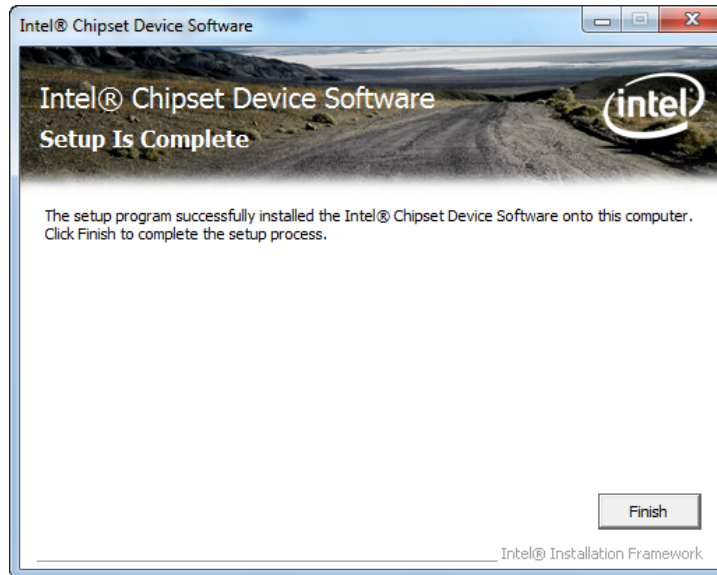 Intel® Chipset Device Software
Intel® Chipset Device Software
intel
Setup Is Complete
The setup program successfully installed the Intel® Chipset Device Software onto this computer.
Click Finish to complete the setup process.
Finish
Intel® Installation Framework